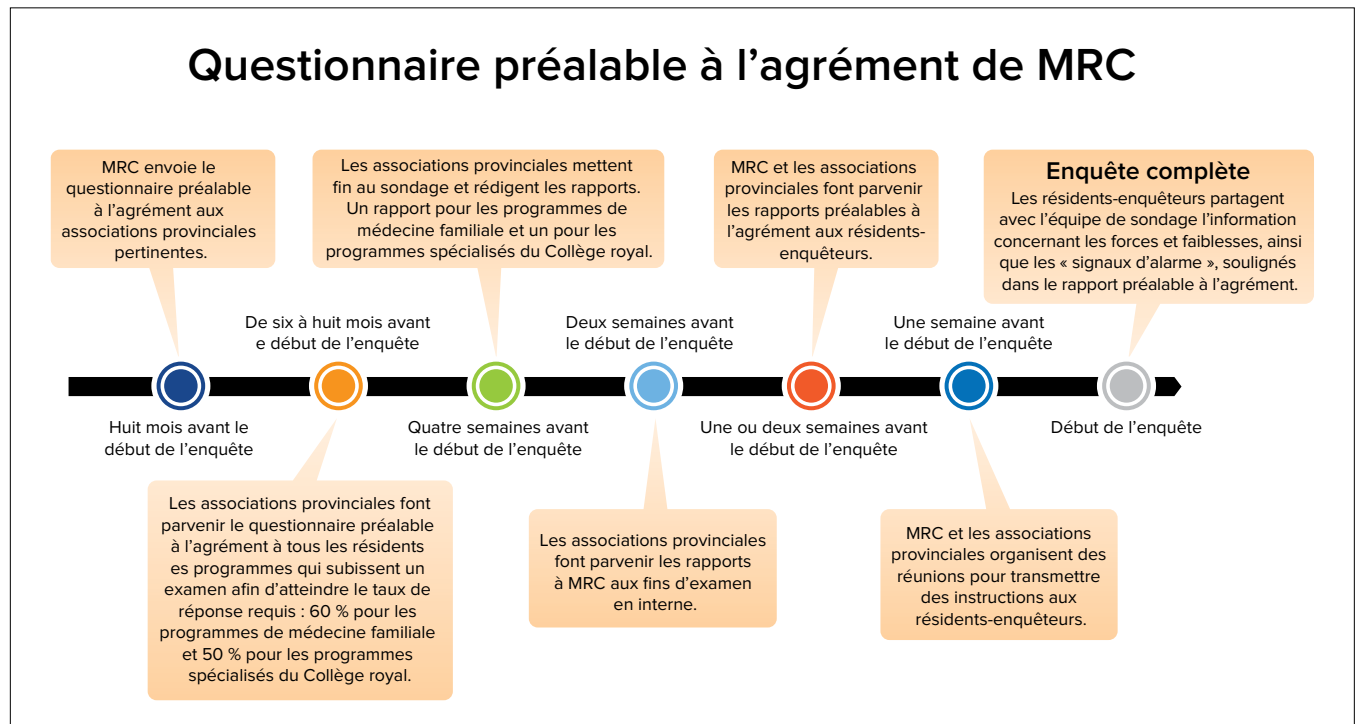 Questionnaire préalable à l’agrément de MRC
MRC envoie le
questionnaire préalable
à l’agrément aux
associations provinciales
pertinentes.
Huit mois avant le
début de l’enquête
De six à huit mois avant
e début de l’enquête
Les associations provinciales font
parvenir le questionnaire préalable
à l’agrément à tous les résidents
es programmes qui subissent un
examen afin d’atteindre le taux de
réponse requis : 60 % pour les
programmes de médecine familiale
et 50 % pour les programmes
spécialisés du Collège royal.
Les associations provinciales mettent
fin au sondage et rédigent les rapports.
Un rapport pour les programmes de
médecine familiale et un pour les
programmes spécialisés du Collège royal.
Quatre semaines avant
le début de l’enquête
Deux semaines avant
le début de l’enquête
Les associations provinciales
font parvenir les rapports
à MRC aux fins d’examen
en interne.
MRC et les associations
provinciales font parvenir
les rapports préalables à
l’agrément aux résidents-
enquêteurs.
Une ou deux semaines avant
le début de l’enquête
Une semaine avant
le début de l’enquête
MRC et les associations
provinciales organisent des
réunions pour transmettre
des instructions aux
résidents-enquêteurs.
Enquête complète
Les résidents-enquêteurs partagent
avec l’équipe de sondage l’information
concernant les forces et faiblesses, ainsi
que les « signaux d’alarme », soulignés
dans le rapport préalable à l’agrément.
Début de l’enquête